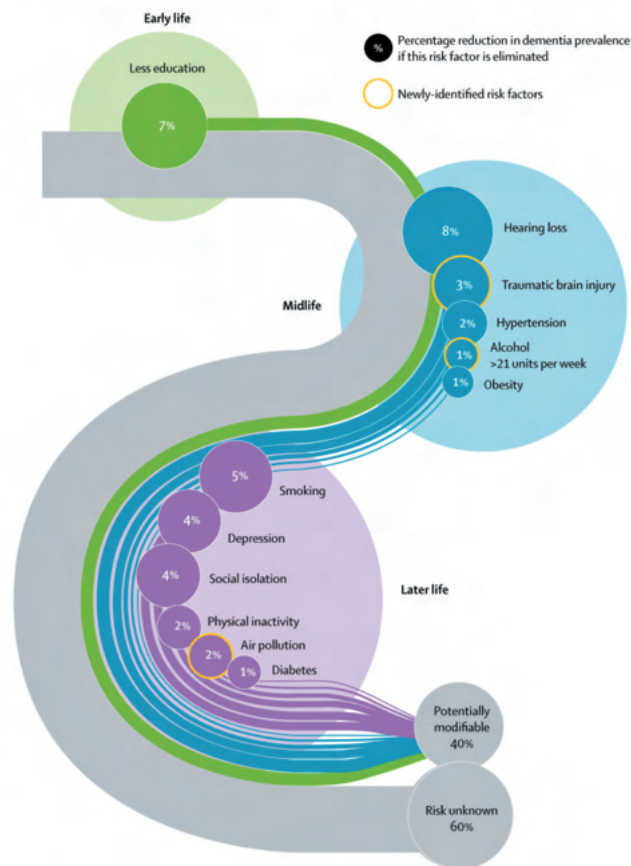 Early life
Less education
7%
% Percentage reduction in dementia prevalence
if this risk factor is eliminated
Newly-identified risk factors
Midlife
8%
Hearing loss
3%
Traumatic brain injury
2%
Hypertension
1%
Alcohol
>21 units per week
1%
Obesity
Later life
5%
Smoking
4%
Depression
4%
Social isolation
2%
Physical inactivity
2%
Air pollution
1%
Diabetes
Potentially
modifiable
40%
Risk unknown
60%